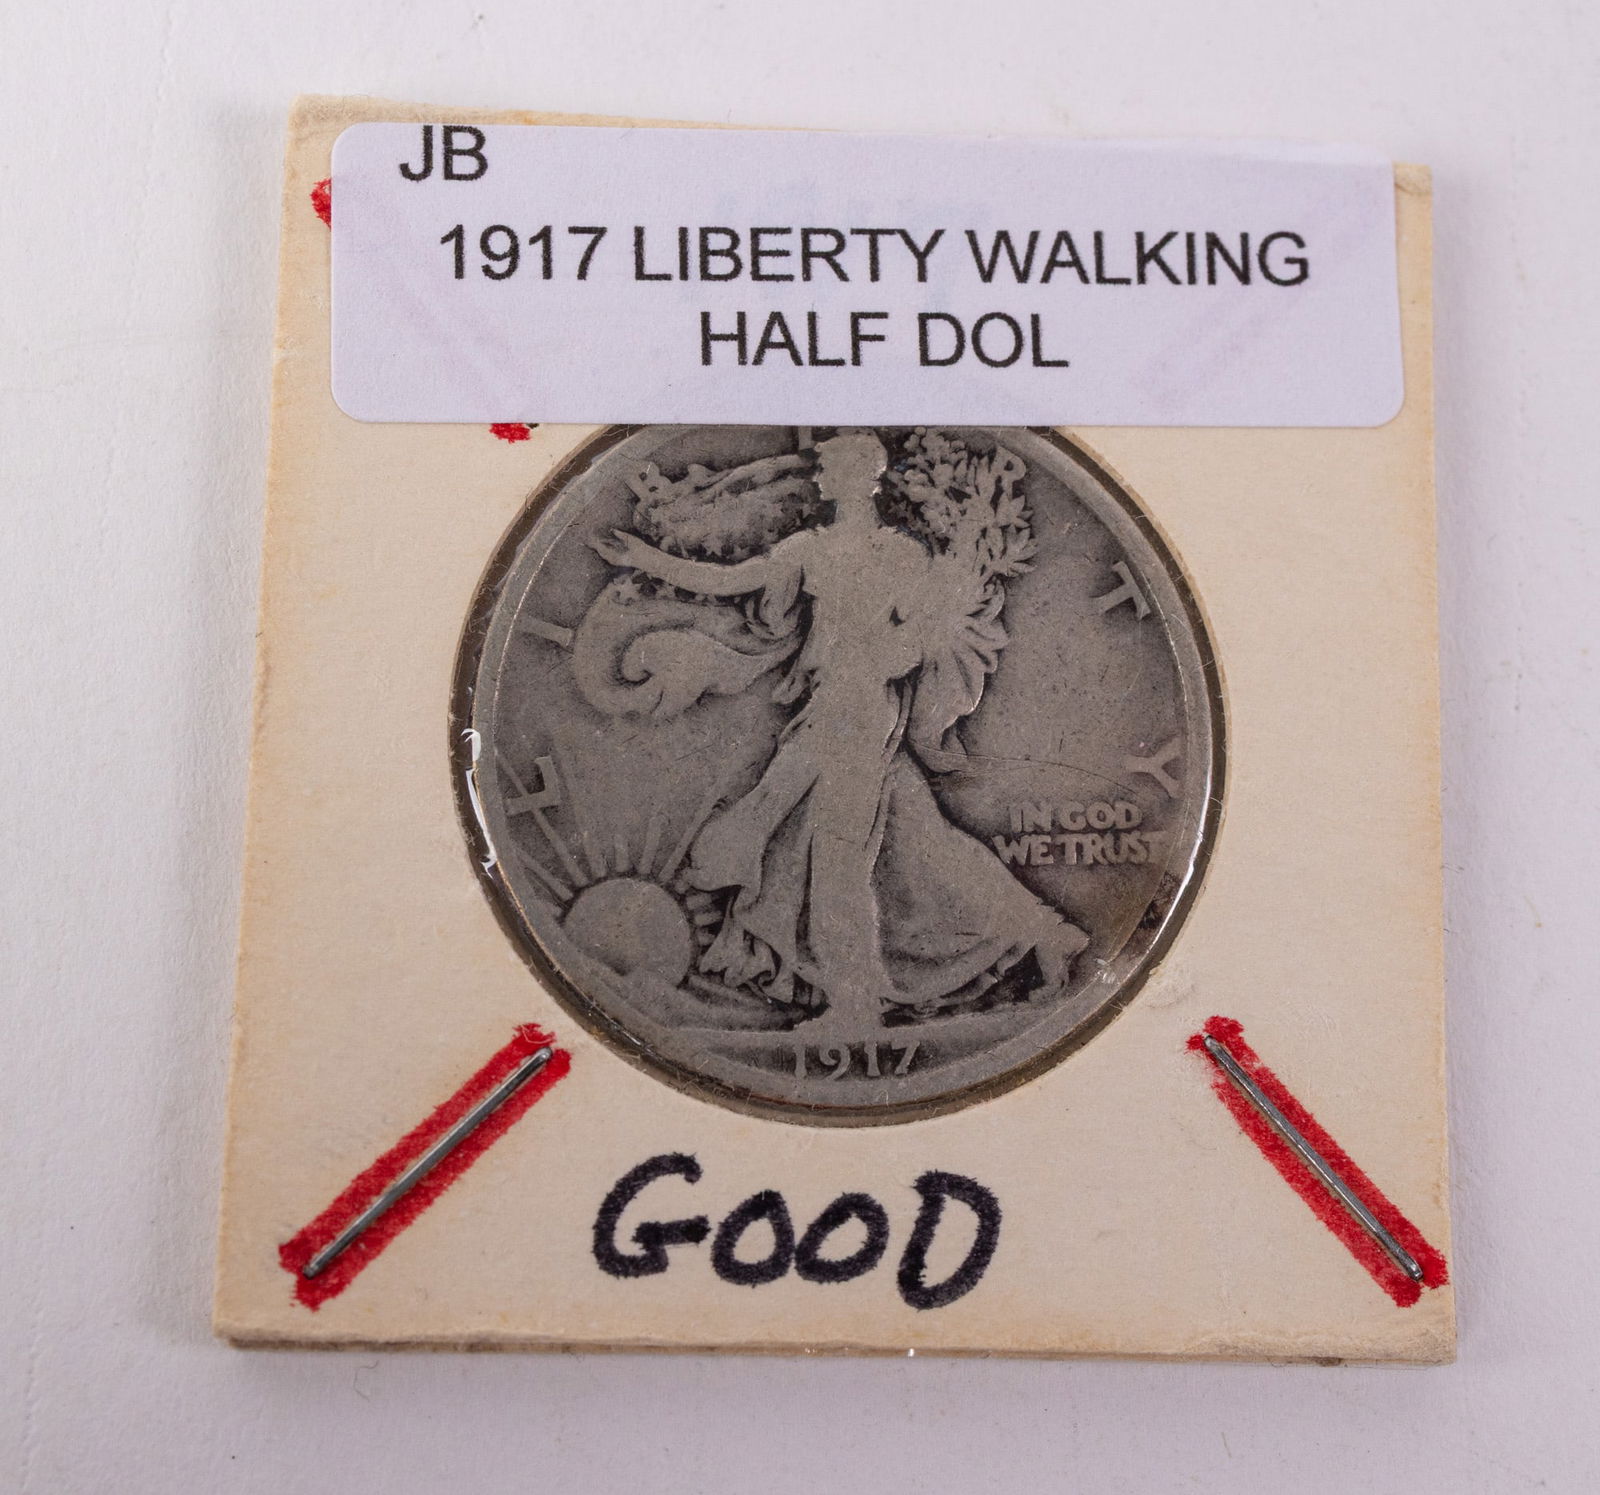 JB
1917 LIBERTY WALKING
HALF DOL
LIBERTY
IN GOD
WE TRUST
1917
GOOD